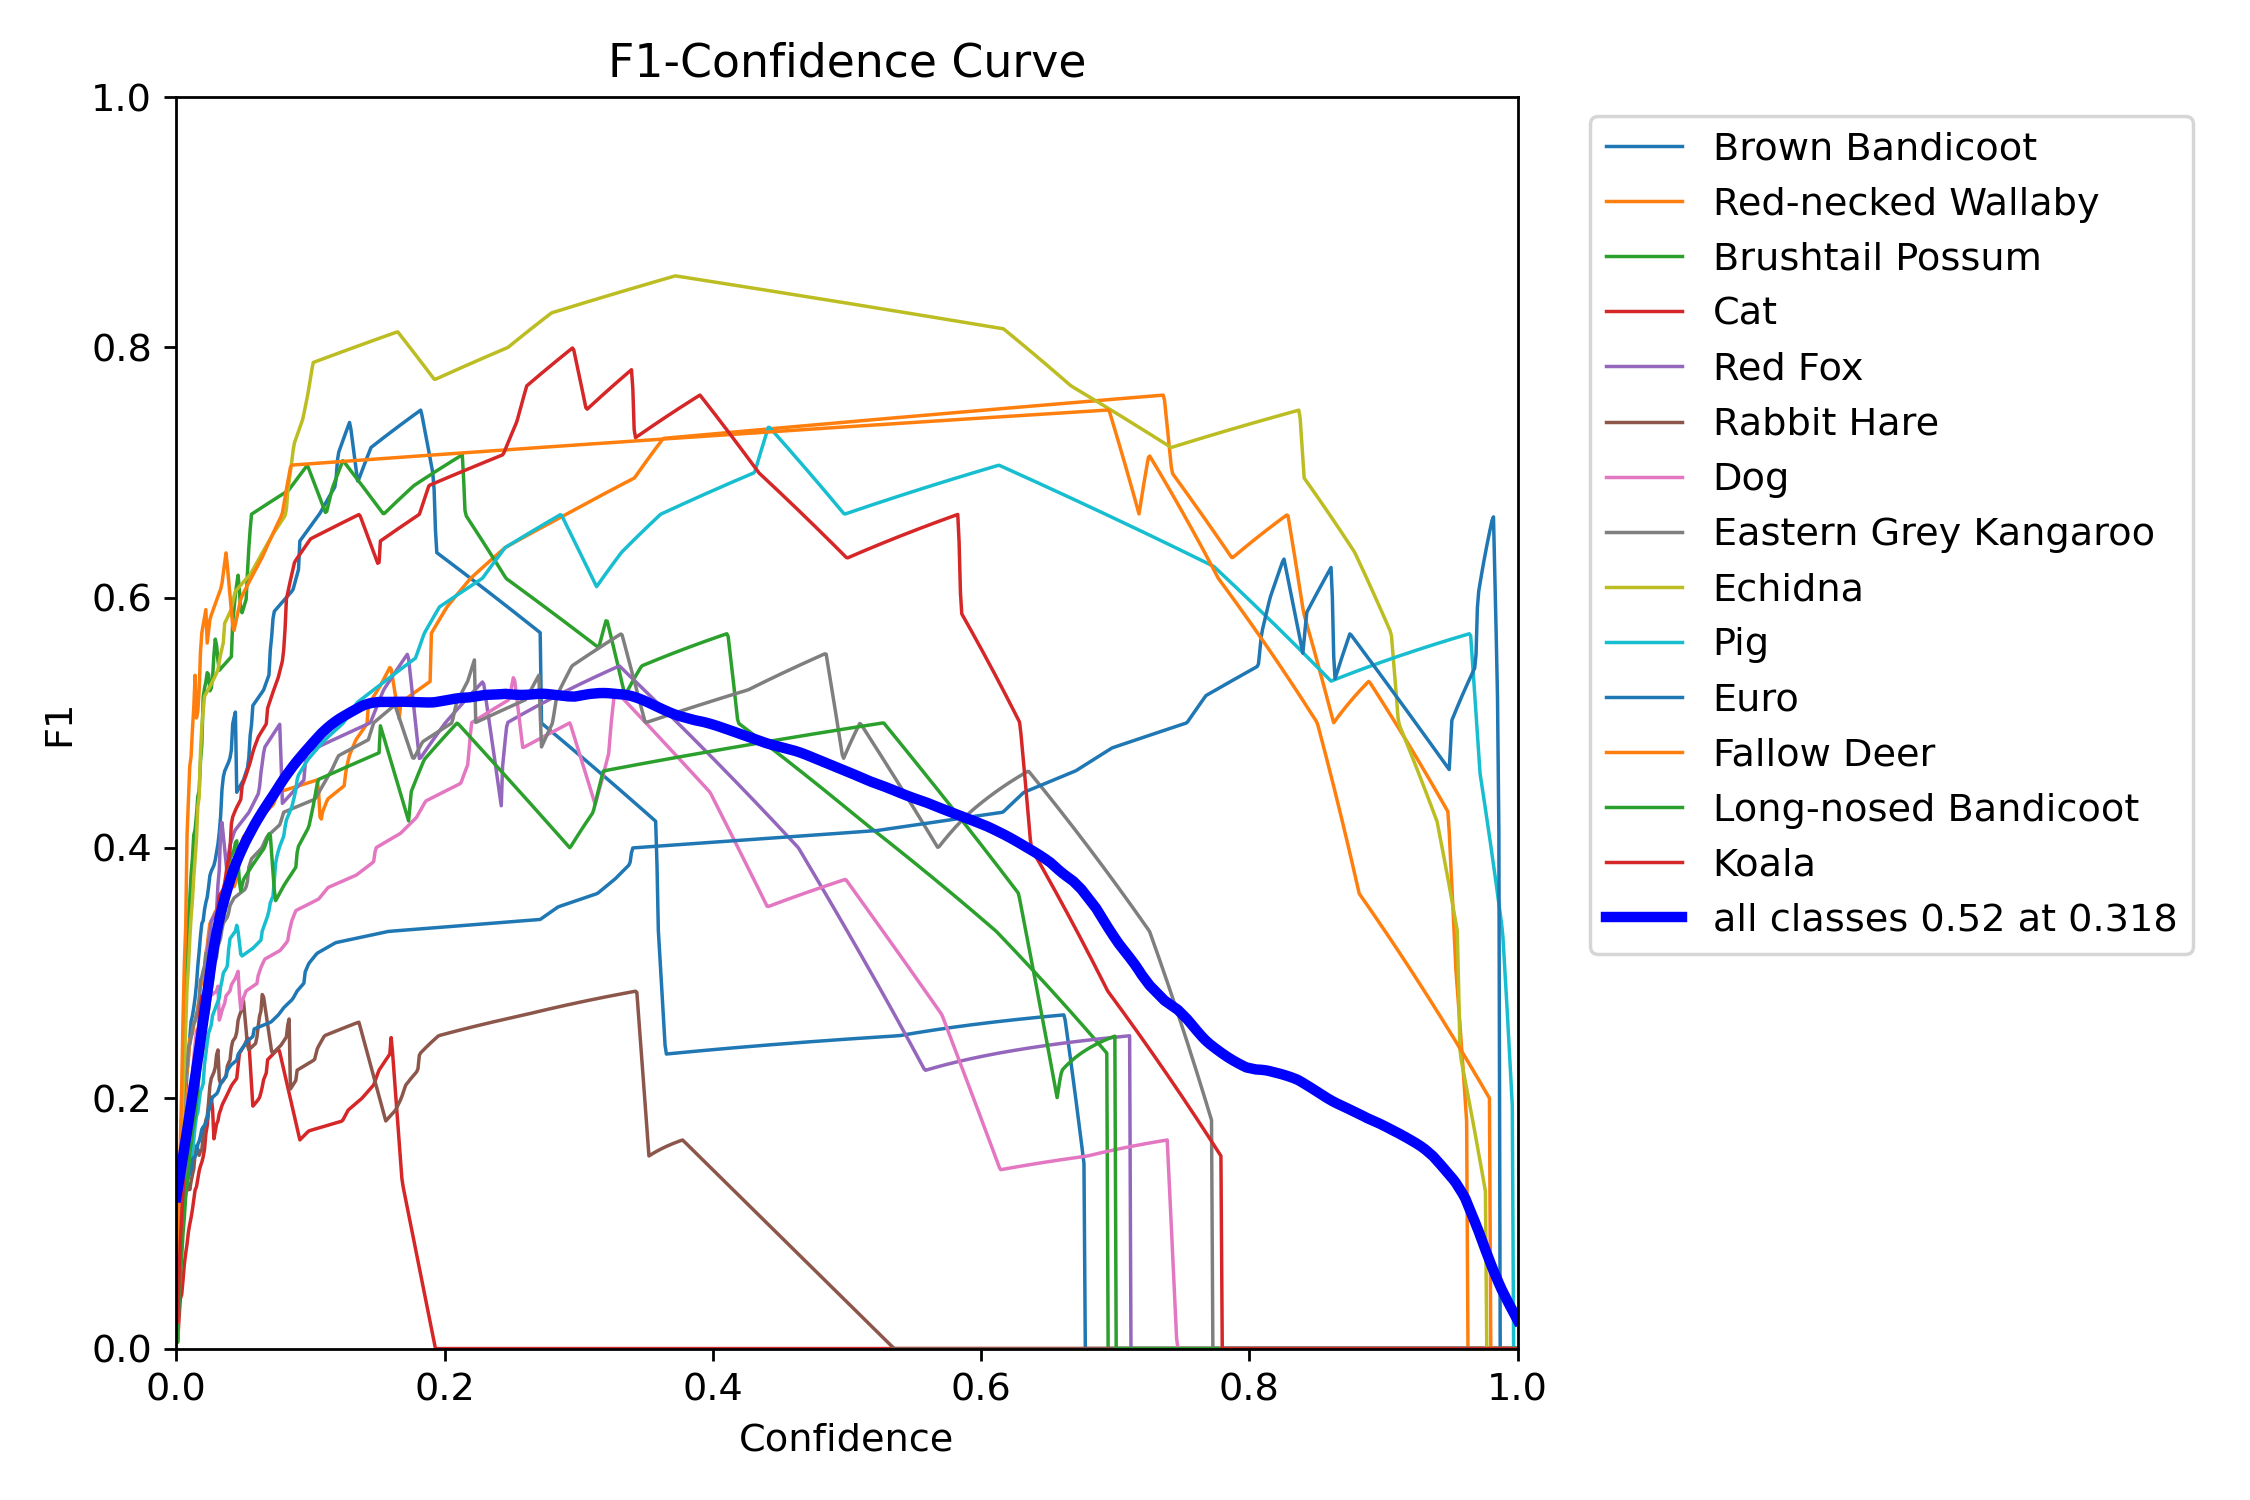 F1-Confidence Curve
1.0
0.8
0.6
0.4
0.2
0.0
F1
0.0 0.2 0.4 0.6 0.8 1.0
Confidence
Brown Bandicoot
Red-necked Wallaby
Brushtail Possum
Cat
Red Fox
Rabbit Hare
Dog
Eastern Grey Kangaroo
Echidna
Pig
Euro
Fallow Deer
Long-nosed Bandicoot
Koala
all classes 0.52 at 0.318